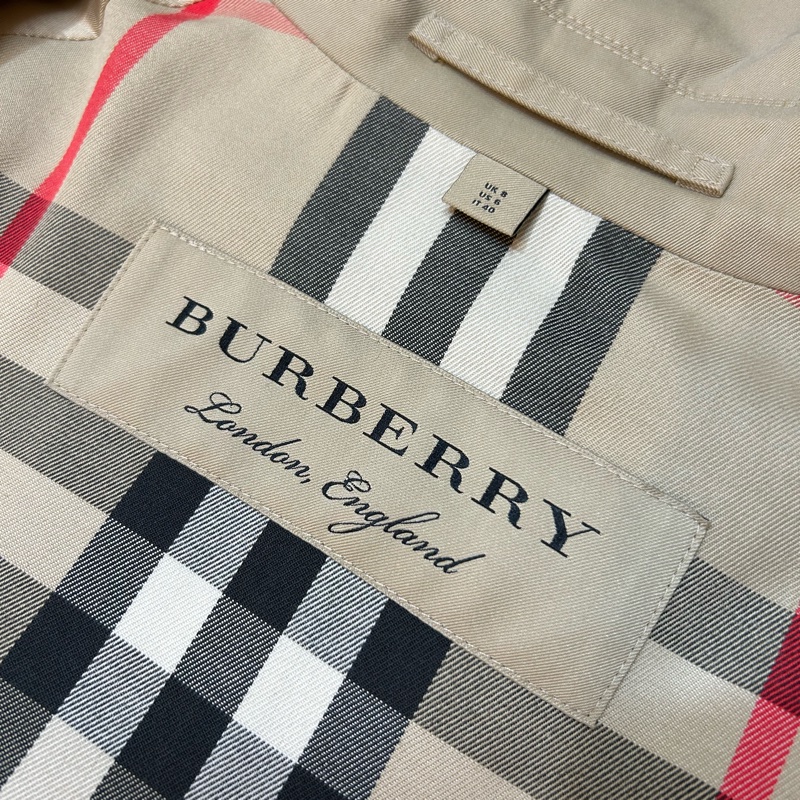 UK 8
US 6
IT 40
BURBERRY
London, England